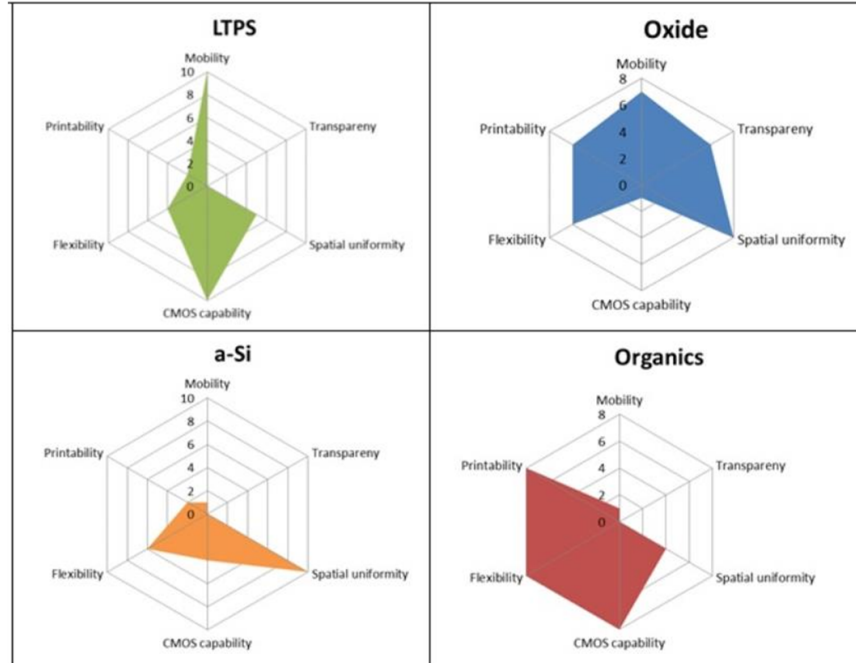 LTPS
Mobility
10
8
6
4
2
0
Printability
Transpareny
Flexibility
Spatial uniformity
CMOS capability
Oxide
Mobility
8
6
4
2
0
Printability
Transpareny
Flexibility
Spatial uniformity
CMOS capability
a-Si
Mobility
10
8
6
4
2
0
Printability
Transpareny
Flexibility
Spatial uniformity
CMOS capability
Organics
Mobility
8
6
4
2
0
Printability
Transpareny
Flexibility
Spatial uniformity
CMOS capability